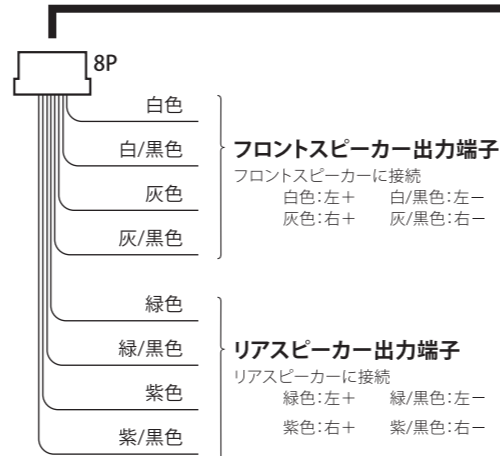 8P
白色
白/黒色
灰色
灰/黒色
フロントスピーカー出力端子
フロントスピーカーに接続
白色:左＋ 白/黒色:左－
灰色:右＋ 灰/黒色:右－
緑色
緑/黒色
紫色
紫/黒色
リアスピーカー出力端子
リアスピーカーに接続
緑色:左＋ 緑/黒色:左－
紫色:右＋ 紫/黒色:右－